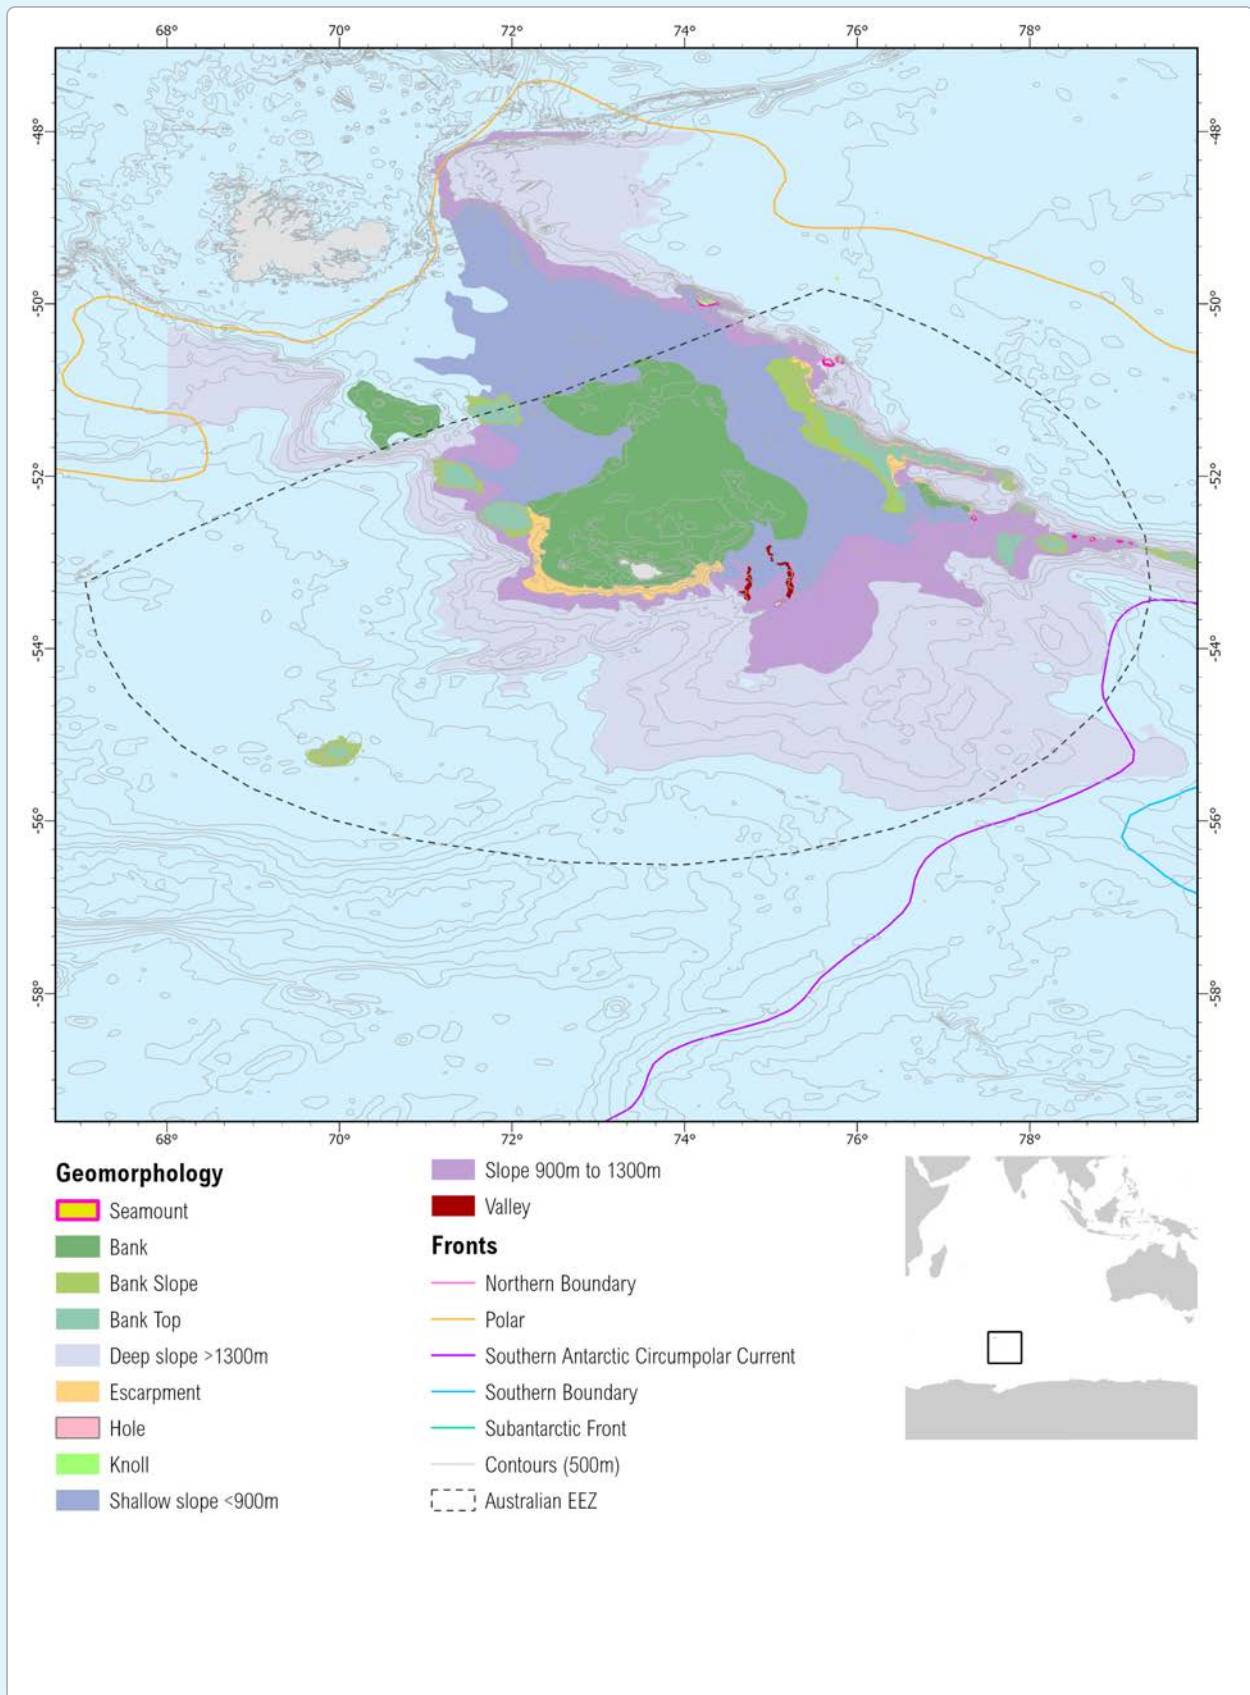 68° 70° 72° 74° 76° 78°
-48° -48°
-50° -50°
-52° -52°
-54° -54°
-56° -56°
-58° -58°
68° 70° 72° 74° 76° 78°
Geomorphology
Seamount
Bank
Bank Slope
Bank Top
Deep slope >1300m
Escarpment
Hole
Knoll
Shallow slope <900m
Slope 900m to 1300m
Valley
Fronts
Northern Boundary
Polar
Southern Antarctic Circumpolar Current
Southern Boundary
Subantarctic Front
Contours (500m)
Australian EEZ